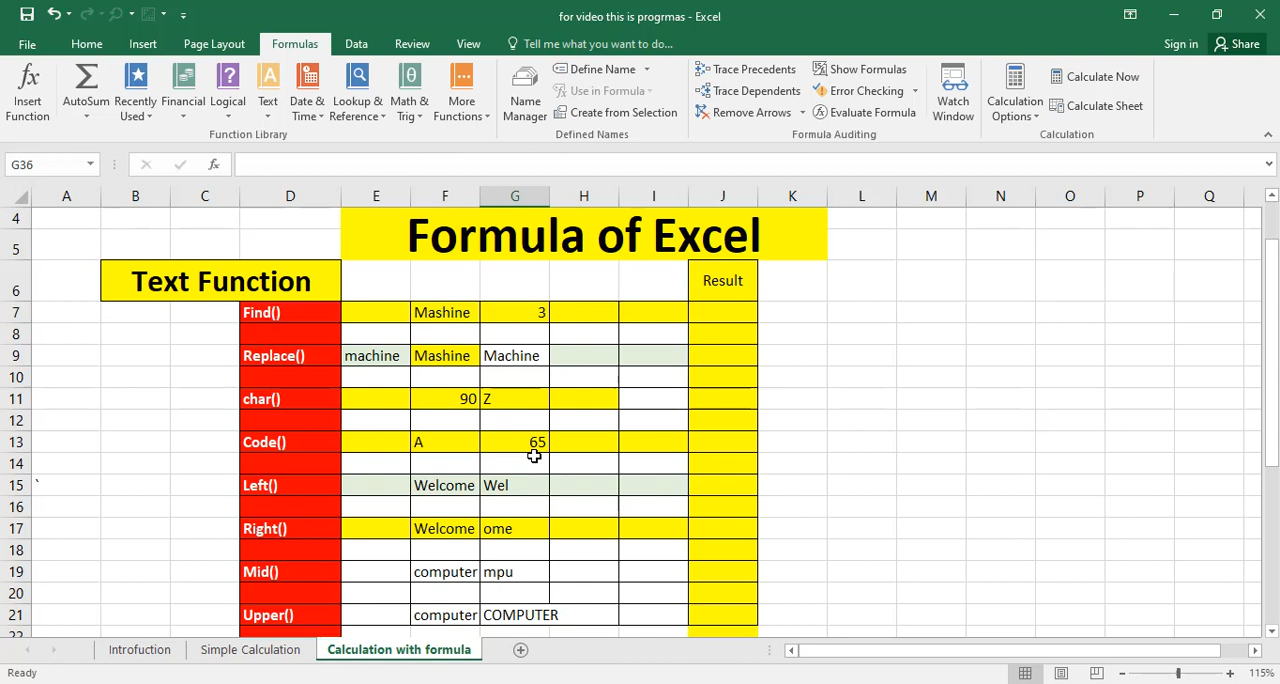 for video this is progrmas - Excel
File Home Insert Page Layout Formulas Data Review View Tell me what you want to do... Sign in Share
Insert Function
AutoSum
Recently Used
Financial
Logical
Text
Date & Time
Lookup & Reference
Math & Trig
More Functions
Function Library
Name Manager
Define Name
Use in Formula
Create from Selection
Defined Names
Trace Precedents
Trace Dependents
Remove Arrows
Show Formulas
Error Checking
Evaluate Formula
Formula Auditing
Watch Window
Calculation Options
Calculate Now
Calculate Sheet
Calculation
G36 fx
A B C D E F G H I J K L M N O P Q
4
5 Formula of Excel
6 Text Function Result
7 Find() Mashine 3
8
9 Replace() machine Mashine Machine
10
11 char() 90 Z
12
13 Code() A 65
14
15 ` Left() Welcome Wel
16
17 Right() Welcome ome
18
19 Mid() computer mpu
20
21 Upper() computer COMPUTER
22
Introfuction Simple Calculation Calculation with formula
Ready 115%